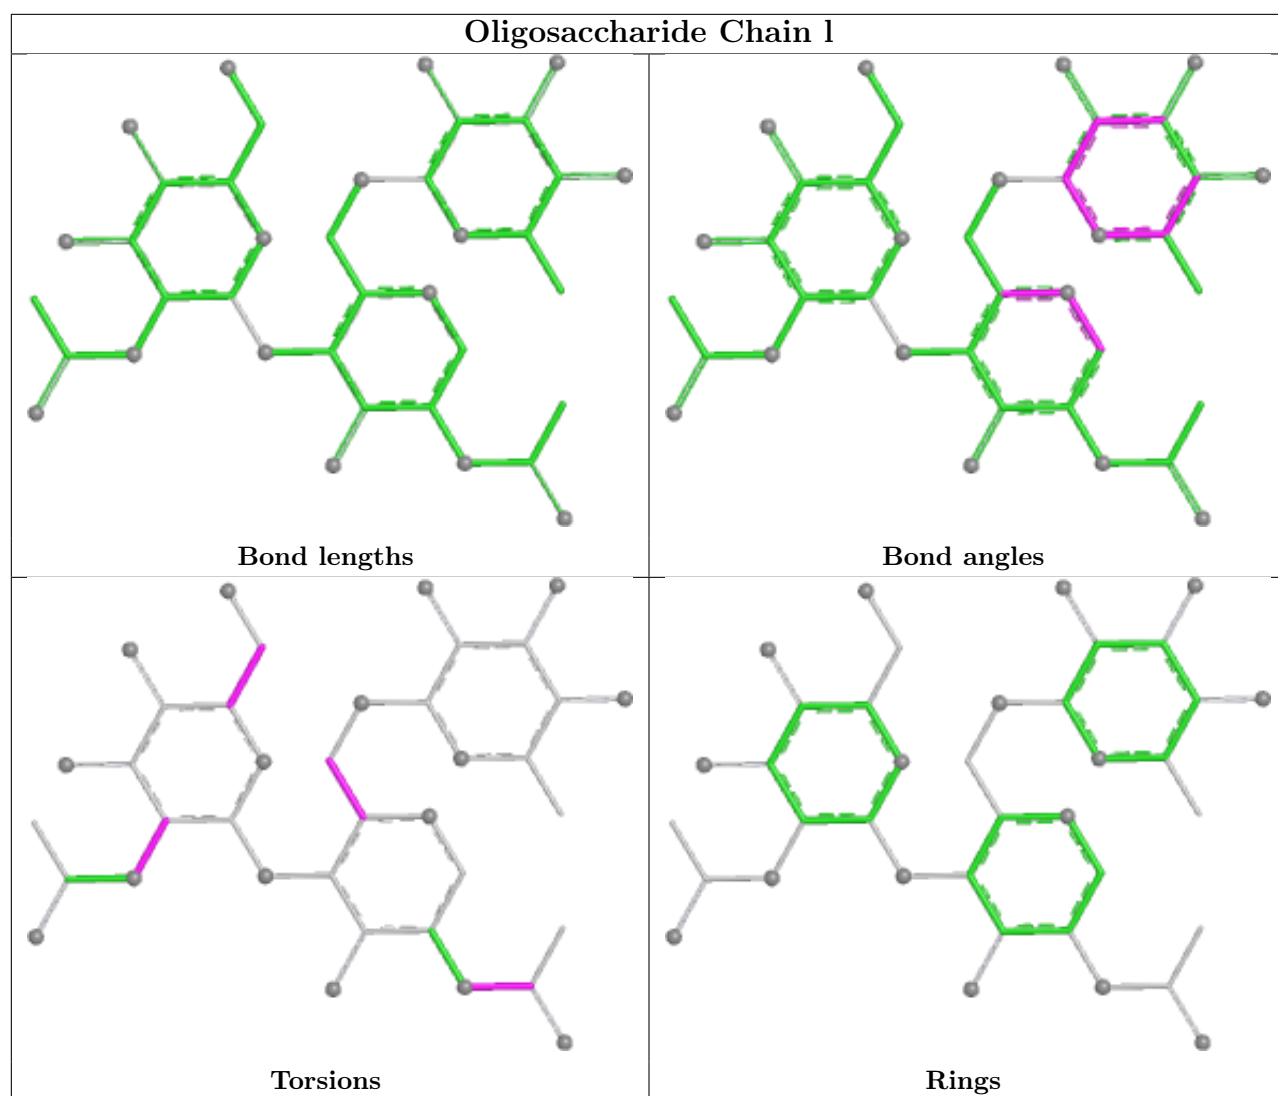 Oligosaccharide Chain l
Bond lengths
Bond angles
Torsions
Rings